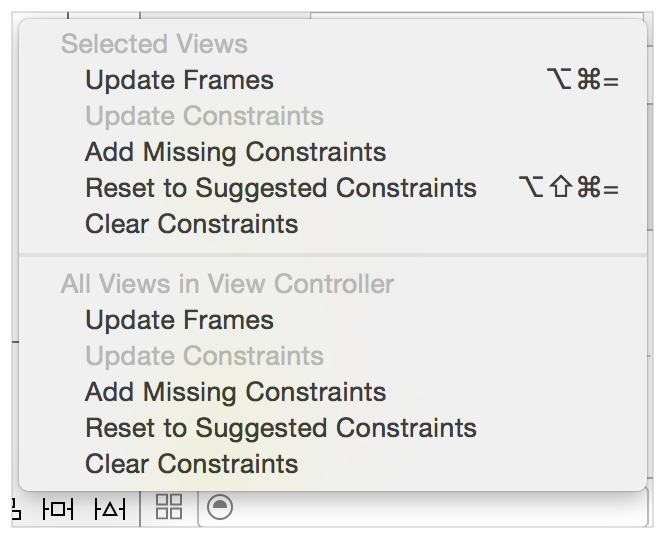 Selected Views
Update Frames ⌥⌘=
Update Constraints
Add Missing Constraints
Reset to Suggested Constraints ⌥⇧⌘=
Clear Constraints
All Views in View Controller
Update Frames
Update Constraints
Add Missing Constraints
Reset to Suggested Constraints
Clear Constraints